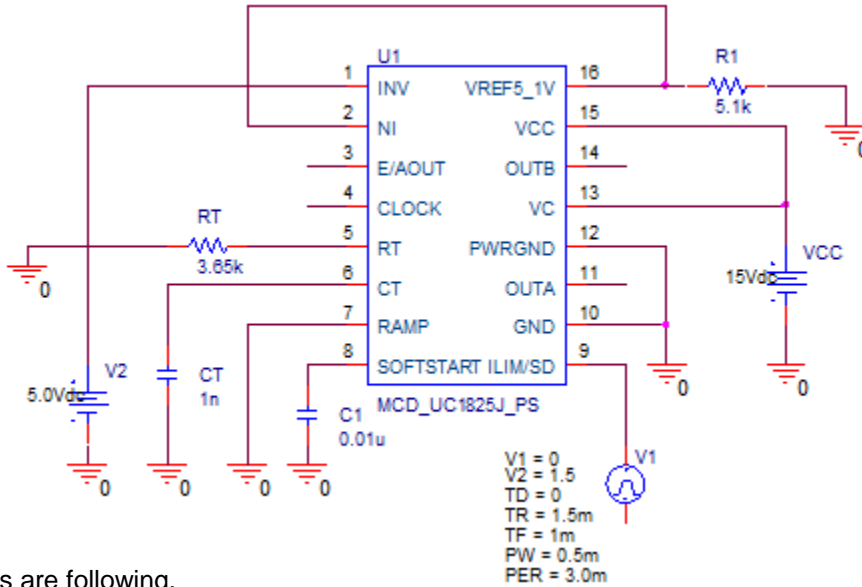 U1
R1
5.1k
0
1 INV VREF5_1V 16
2 NI VCC 15
3 E/AOUT OUTB 14
4 CLOCK VC 13
5 RT PWRGND 12
6 CT OUTA 11
7 RAMP GND 10
8 SOFTSTART ILIM/SD 9
MCD_UC1825J_PS
RT
3.65k
0
VCC
15Vdc
0
0
V2
5.0Vdc
0
CT
1n
0
0
C1
0.01u
0
V1
V1 = 0
V2 = 1.5
TD = 0
TR = 1.5m
TF = 1m
PW = 0.5m
PER = 3.0m
s are following.